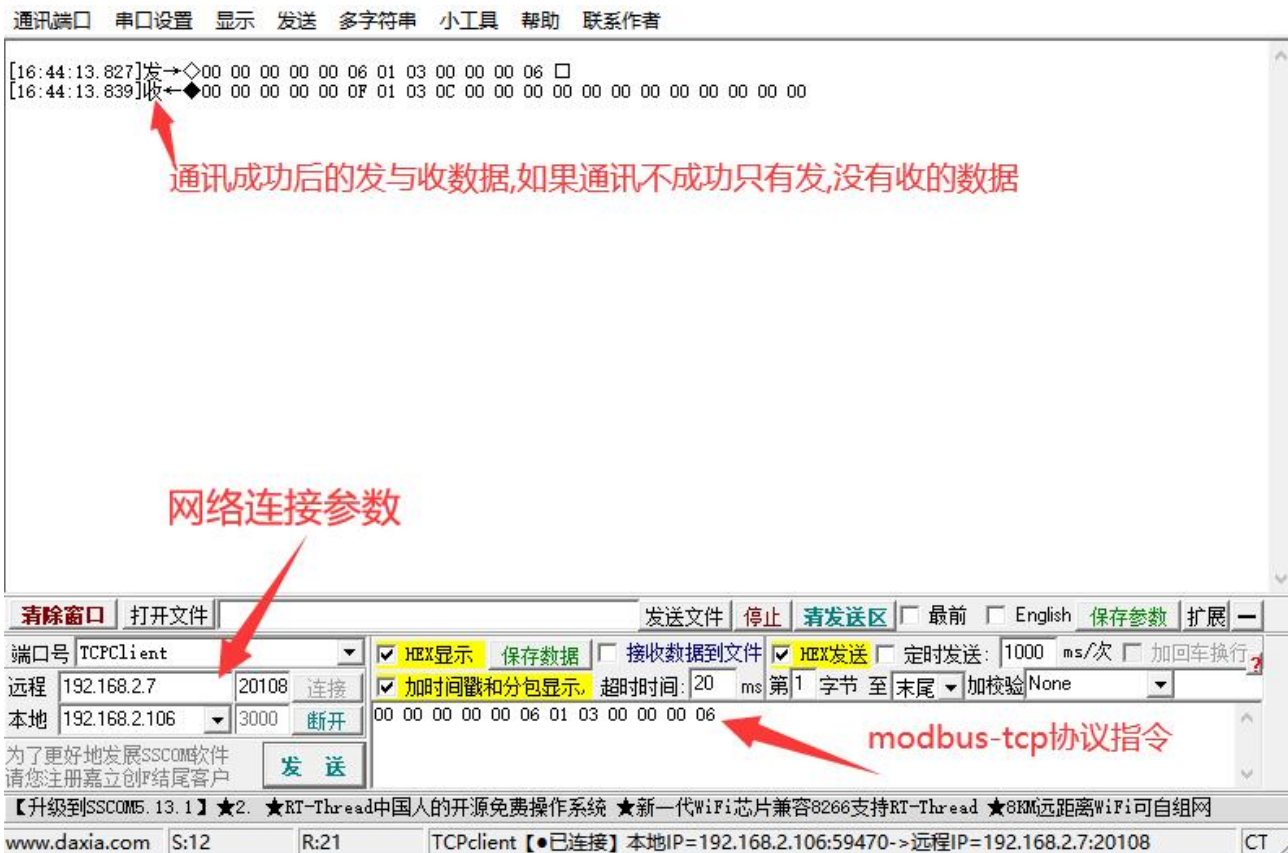 通讯端口 串口设置 显示 发送 多字符串 小工具 帮助 联系作者
[16:44:13.827]发→◇00 00 00 00 00 06 01 03 00 00 00 06 □
[16:44:13.839]收←◆00 00 00 00 00 0F 01 03 0C 00 00 00 00 00 00 00 00 00 00 00 00
通讯成功后的发与收数据,如果通讯不成功只有发,没有收的数据
网络连接参数
清除窗口 打开文件 发送文件 停止 清发送区 最前 English 保存参数 扩展 —
端口号 TCPClient HEX显示 保存数据 接收数据到文件 HEX发送 定时发送: 1000 ms/次 加回车换行
远程 192.168.2.7 20108 连接 加时间戳和分包显示, 超时时间: 20 ms 第1 字节 至 末尾 加校验 None ?
本地 192.168.2.106 3000 断开 00 00 00 00 00 06 01 03 00 00 00 06
modbus-tcp协议指令
为了更好地发展SSCOM软件
请您注册嘉立创F结尾客户 发 送
【升级到SSCOM5.13.1】★2. ★RT-Thread中国人的开源免费操作系统 ★新一代WiFi芯片兼容8266支持RT-Thread ★8KM远距离WiFi可自组网
www.daxia.com S:12 R:21 TCPclient【●已连接】本地IP=192.168.2.106:59470->远程IP=192.168.2.7:20108 CT